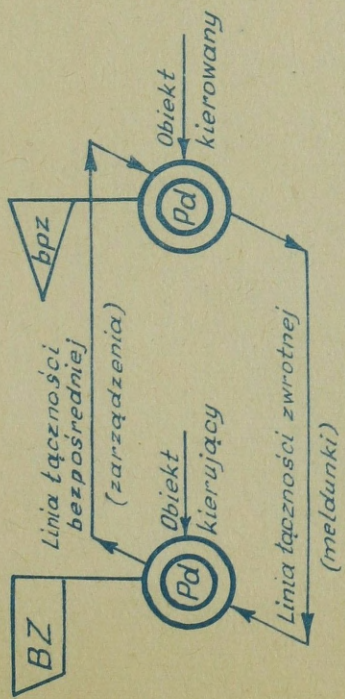 BZ
bpz
Linia łączności
bezpośredniej
(zarządzenia)
Pd
Obiekt
kierujący
Pd
Obiekt
kierowany
Linia łączności zwrotnej
(meldunki)